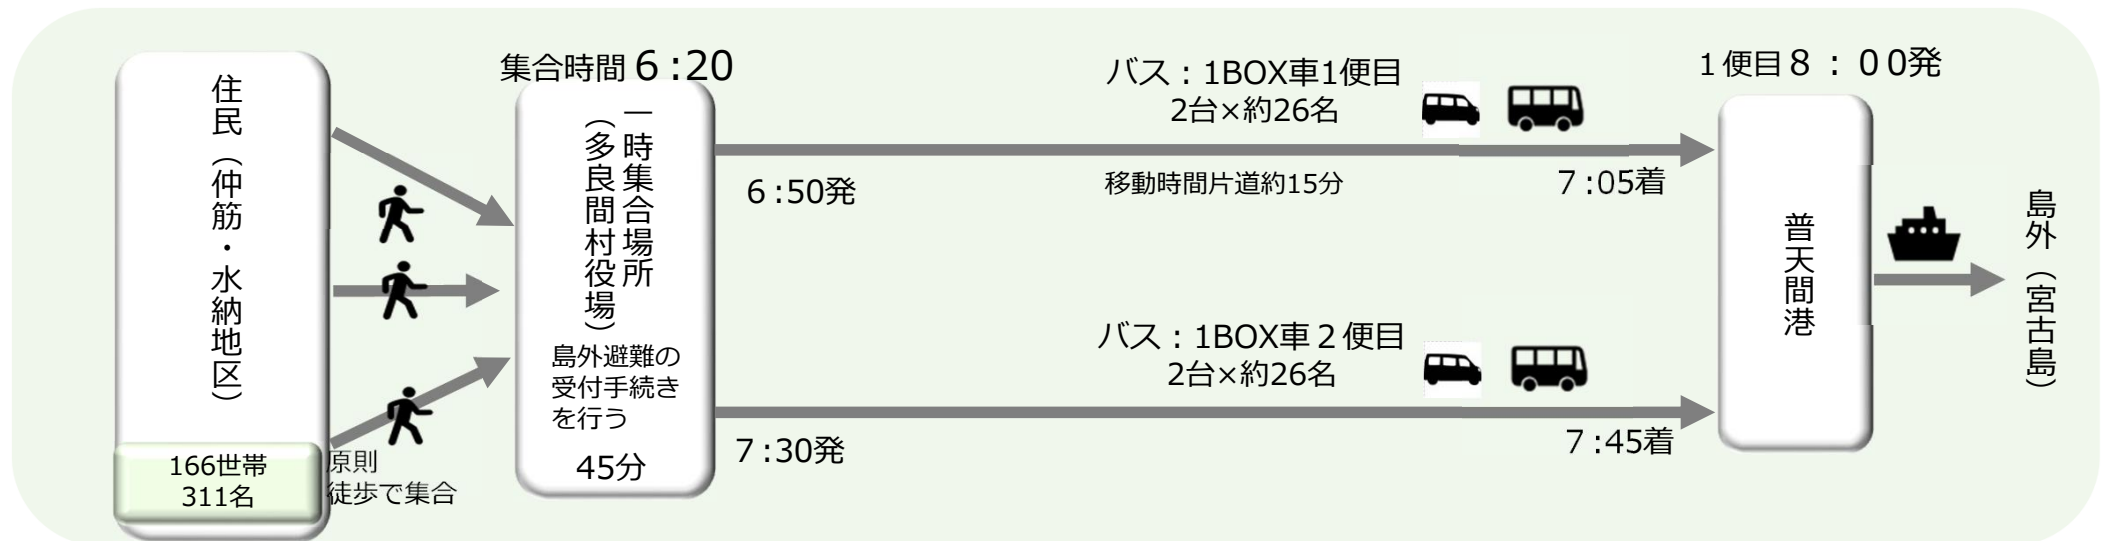 住民（仲筋・水納地区）
166世帯
311名
原則
徒歩で集合
集合時間６:20
一時集合場所
（多良間村役場）
島外避難の
受付手続き
を行う
45分
バス：1BOX車1便目
2台×約26名
６:50発
移動時間片道約15分
７:05着
バス：1BOX車２便目
2台×約26名
７:30発
７:45着
１便目８：００発
普天間港
島外（宮古島）